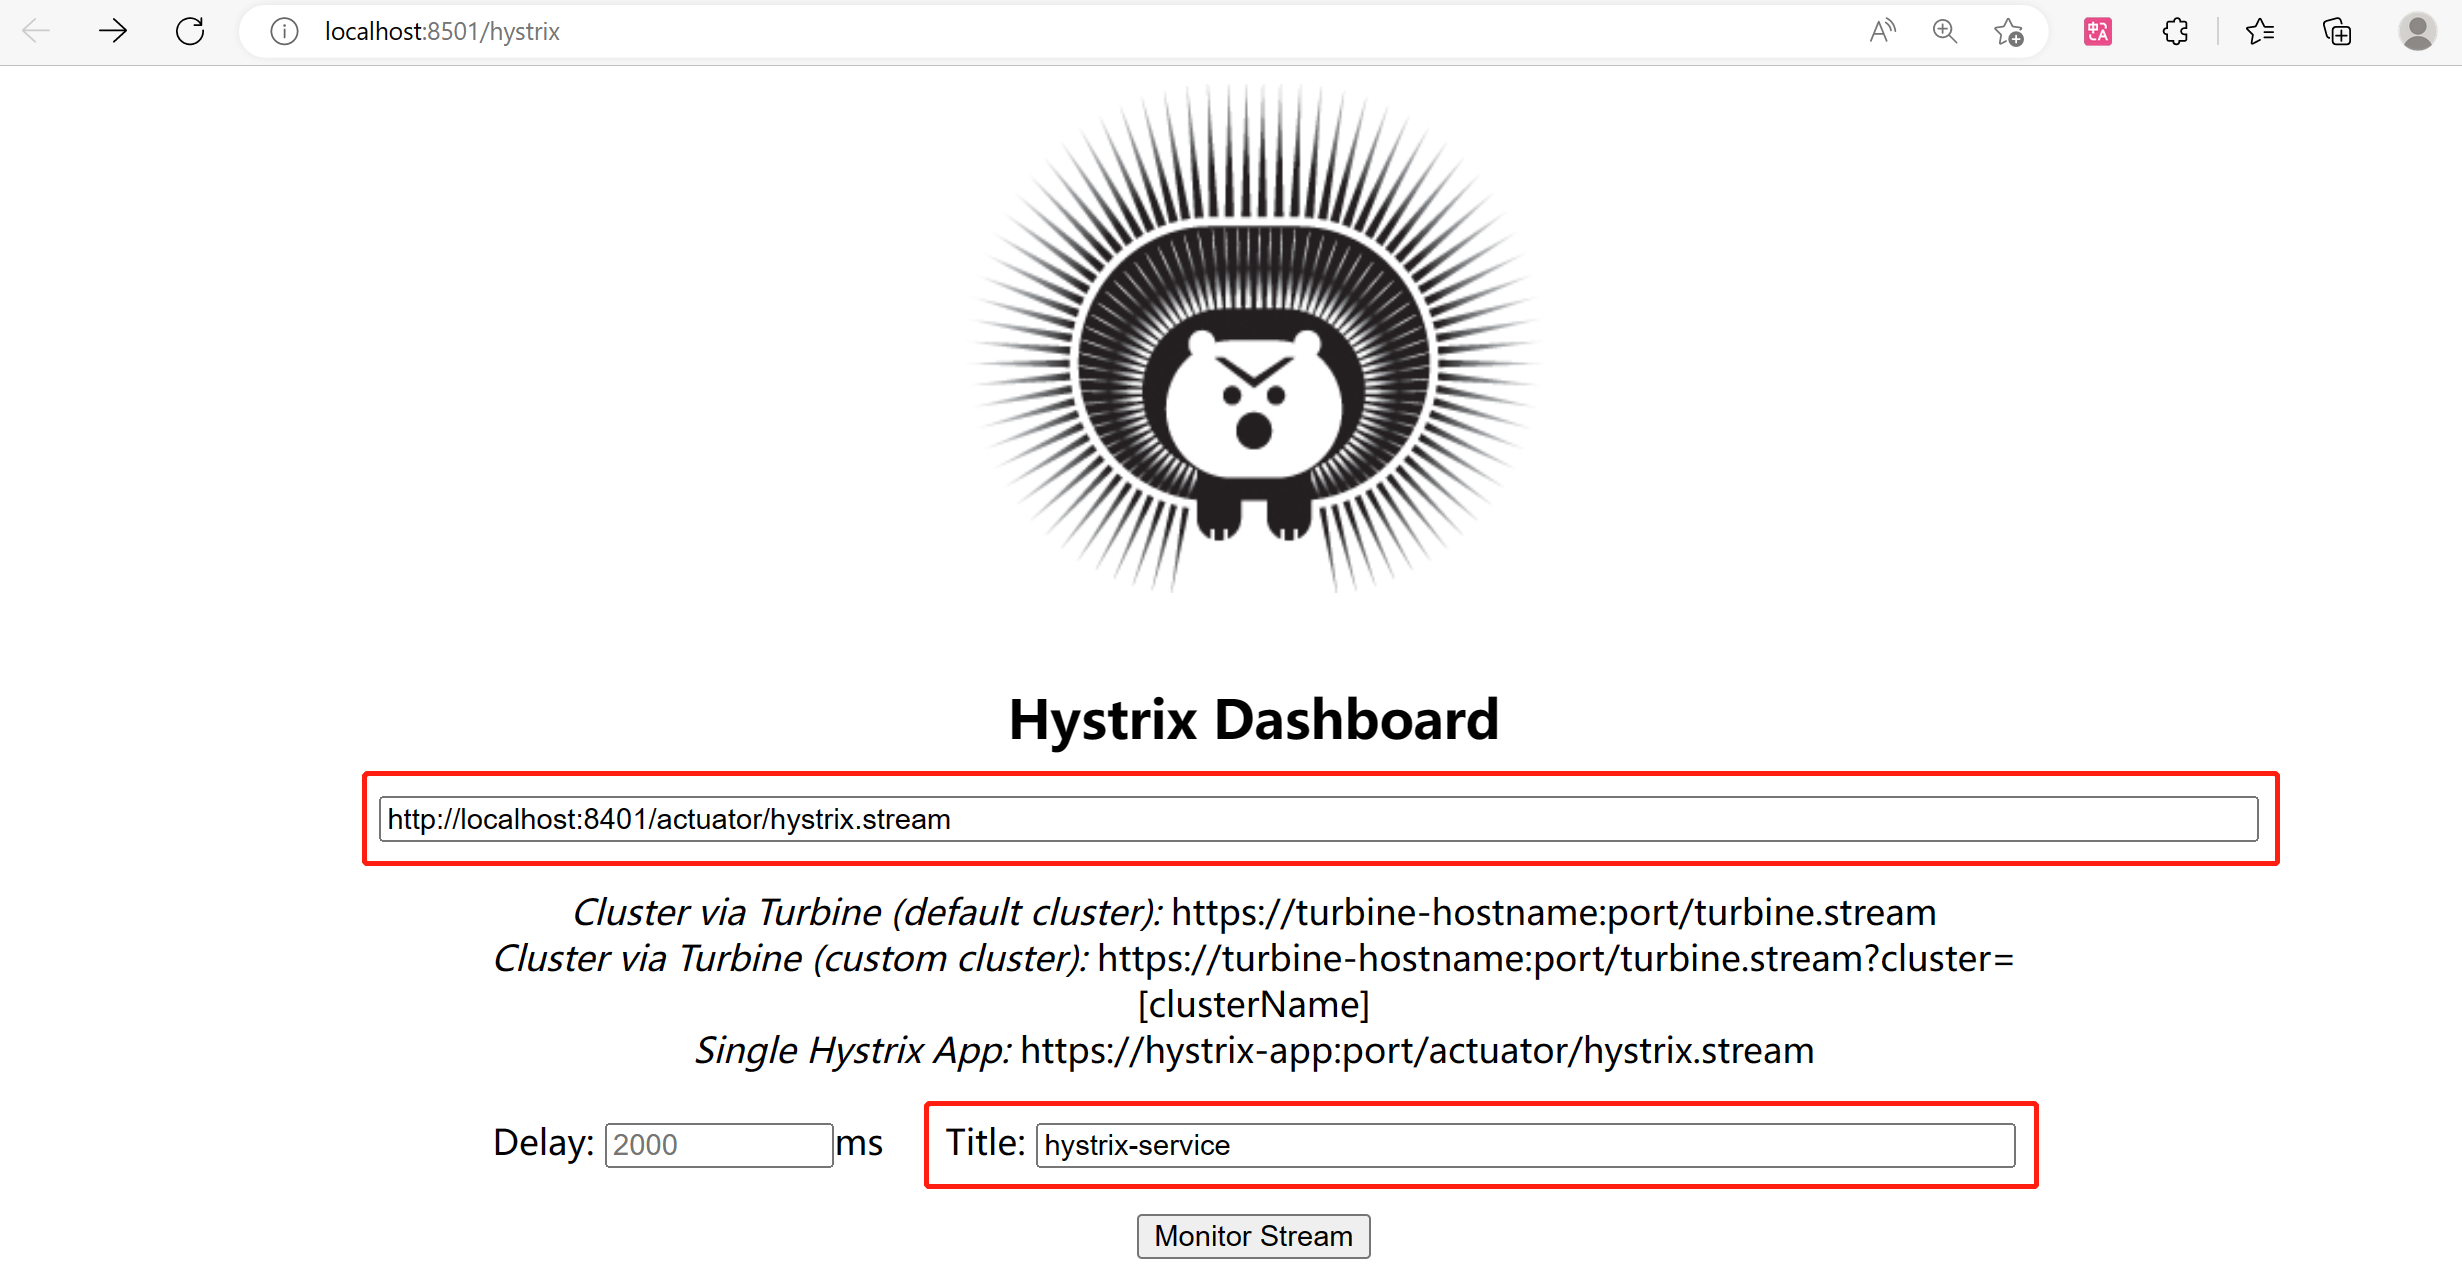 localhost:8501/hystrix
Hystrix Dashboard
http://localhost:8401/actuator/hystrix.stream
Cluster via Turbine (default cluster): https://turbine-hostname:port/turbine.stream
Cluster via Turbine (custom cluster): https://turbine-hostname:port/turbine.stream?cluster=
[clusterName]
Single Hystrix App: https://hystrix-app:port/actuator/hystrix.stream
Delay: 2000 ms Title: hystrix-service
Monitor Stream